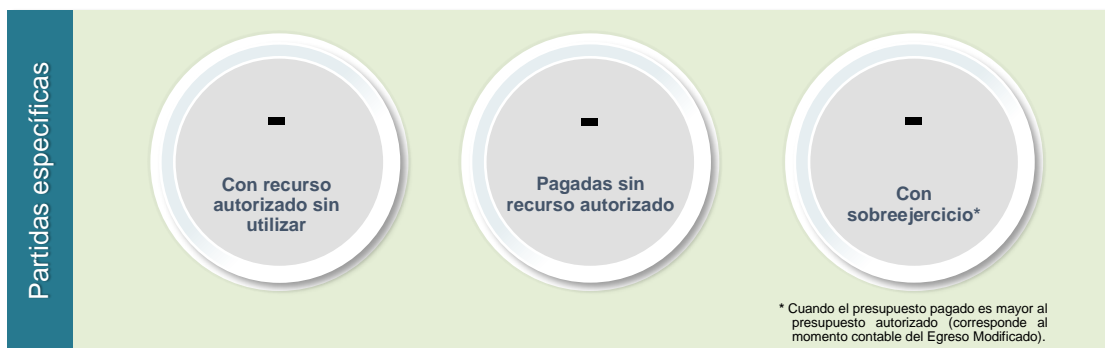 Partidas específicas
-
Con recurso
autorizado sin
utilizar
-
Pagadas sin
recurso autorizado
-
Con
sobreejercicio*
* Cuando el presupuesto pagado es mayor al
presupuesto autorizado (corresponde al
momento contable del Egreso Modificado).